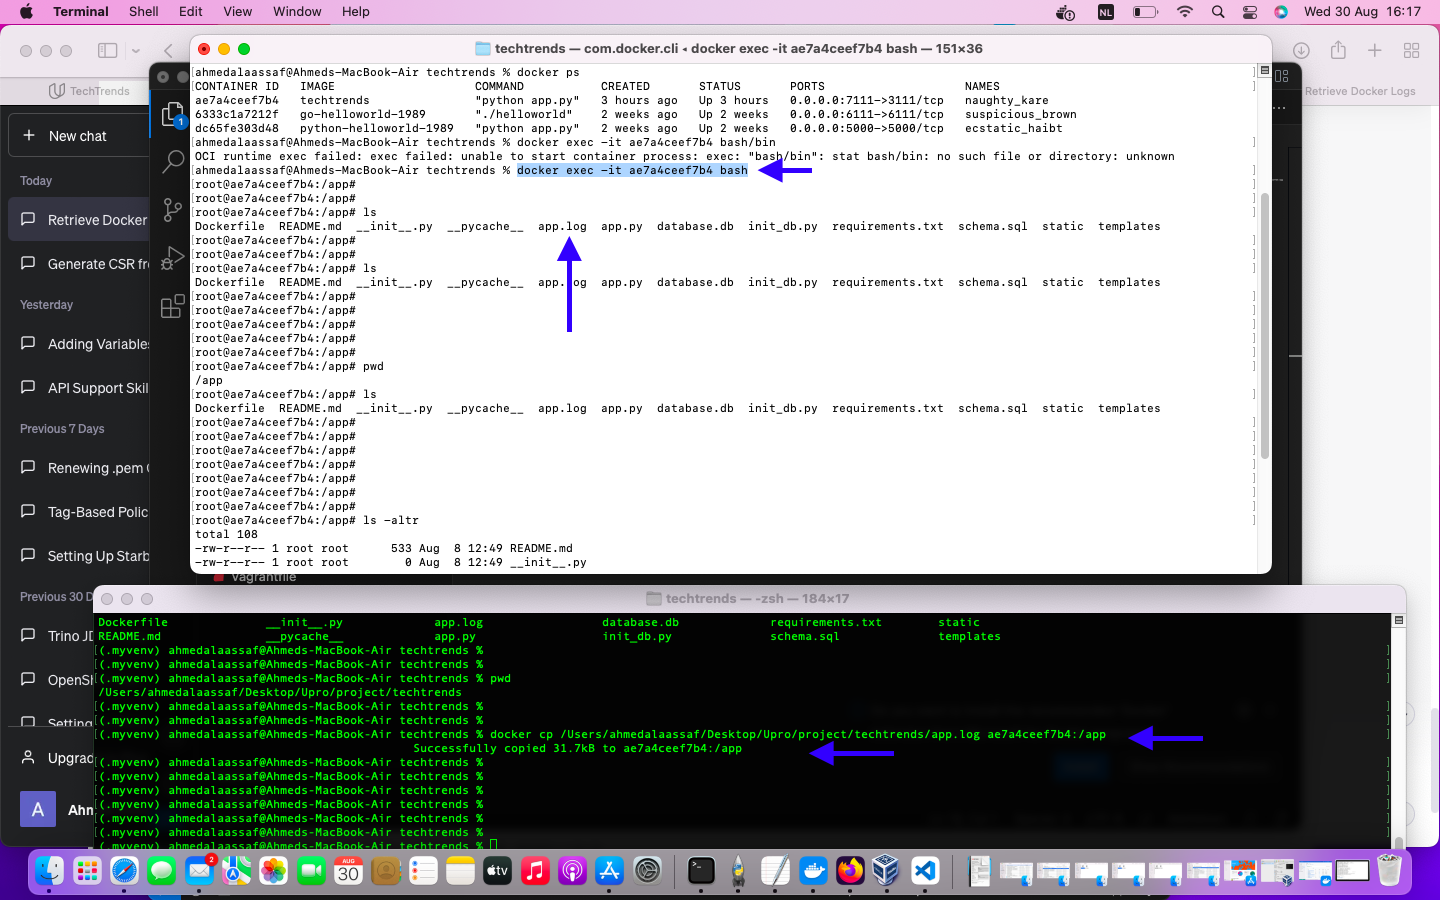 Terminal Shell Edit View Window Help NL Wed 30 Aug 16:17
techtrends — com.docker.cli ◂ docker exec -it ae7a4ceef7b4 bash — 151×36
TechTrends
Retrieve Docker Logs
New chat
Today
Retrieve Docker
Generate CSR fr
Yesterday
Adding Variable
API Support Skil
Previous 7 Days
Renewing .pem
Tag-Based Polic
Setting Up Starb
Previous 30 D
Trino JD
OpenSh
Setting
Upgrad
A Ahm
1
[ahmedalaassaf@Ahmeds-MacBook-Air techtrends % docker ps
CONTAINER ID IMAGE COMMAND CREATED STATUS PORTS NAMES
ae7a4ceef7b4 techtrends "python app.py" 3 hours ago Up 3 hours 0.0.0.0:7111->3111/tcp naughty_kare
6333c1a7212f go-helloworld-1989 "./helloworld" 2 weeks ago Up 2 weeks 0.0.0.0:6111->6111/tcp suspicious_brown
dc65fe303d48 python-helloworld-1989 "python app.py" 2 weeks ago Up 2 weeks 0.0.0.0:5000->5000/tcp ecstatic_haibt
[ahmedalaassaf@Ahmeds-MacBook-Air techtrends % docker exec -it ae7a4ceef7b4 bash/bin
OCI runtime exec failed: exec failed: unable to start container process: exec: "bash/bin": stat bash/bin: no such file or directory: unknown
[ahmedalaassaf@Ahmeds-MacBook-Air techtrends % docker exec -it ae7a4ceef7b4 bash
[root@ae7a4ceef7b4:/app#
[root@ae7a4ceef7b4:/app#
[root@ae7a4ceef7b4:/app# ls
Dockerfile README.md __init__.py __pycache__ app.log app.py database.db init_db.py requirements.txt schema.sql static templates
[root@ae7a4ceef7b4:/app#
[root@ae7a4ceef7b4:/app#
[root@ae7a4ceef7b4:/app# ls
Dockerfile README.md __init__.py __pycache__ app.log app.py database.db init_db.py requirements.txt schema.sql static templates
[root@ae7a4ceef7b4:/app#
[root@ae7a4ceef7b4:/app#
[root@ae7a4ceef7b4:/app#
[root@ae7a4ceef7b4:/app#
[root@ae7a4ceef7b4:/app#
[root@ae7a4ceef7b4:/app# pwd
/app
[root@ae7a4ceef7b4:/app# ls
Dockerfile README.md __init__.py __pycache__ app.log app.py database.db init_db.py requirements.txt schema.sql static templates
[root@ae7a4ceef7b4:/app#
[root@ae7a4ceef7b4:/app#
[root@ae7a4ceef7b4:/app#
[root@ae7a4ceef7b4:/app#
[root@ae7a4ceef7b4:/app#
[root@ae7a4ceef7b4:/app#
[root@ae7a4ceef7b4:/app#
[root@ae7a4ceef7b4:/app# ls -altr
total 108
-rw-r--r-- 1 root root 533 Aug 8 12:49 README.md
-rw-r--r-- 1 root root 0 Aug 8 12:49 __init__.py
Vagrantfile
techtrends — -zsh — 184×17
Dockerfile __init__.py app.log database.db requirements.txt static
README.md __pycache__ app.py init_db.py schema.sql templates
[(.myvenv) ahmedalaassaf@Ahmeds-MacBook-Air techtrends %
[(.myvenv) ahmedalaassaf@Ahmeds-MacBook-Air techtrends %
[(.myvenv) ahmedalaassaf@Ahmeds-MacBook-Air techtrends % pwd
/Users/ahmedalaassaf/Desktop/Upro/project/techtrends
[(.myvenv) ahmedalaassaf@Ahmeds-MacBook-Air techtrends %
[(.myvenv) ahmedalaassaf@Ahmeds-MacBook-Air techtrends %
[(.myvenv) ahmedalaassaf@Ahmeds-MacBook-Air techtrends % docker cp /Users/ahmedalaassaf/Desktop/Upro/project/techtrends/app.log ae7a4ceef7b4:/app
Successfully copied 31.7kB to ae7a4ceef7b4:/app
[(.myvenv) ahmedalaassaf@Ahmeds-MacBook-Air techtrends %
[(.myvenv) ahmedalaassaf@Ahmeds-MacBook-Air techtrends %
[(.myvenv) ahmedalaassaf@Ahmeds-MacBook-Air techtrends %
[(.myvenv) ahmedalaassaf@Ahmeds-MacBook-Air techtrends %
[(.myvenv) ahmedalaassaf@Ahmeds-MacBook-Air techtrends %
[(.myvenv) ahmedalaassaf@Ahmeds-MacBook-Air techtrends %
[(.myvenv) ahmedalaassaf@Ahmeds-MacBook-Air techtrends %
2
AUG
30
tv